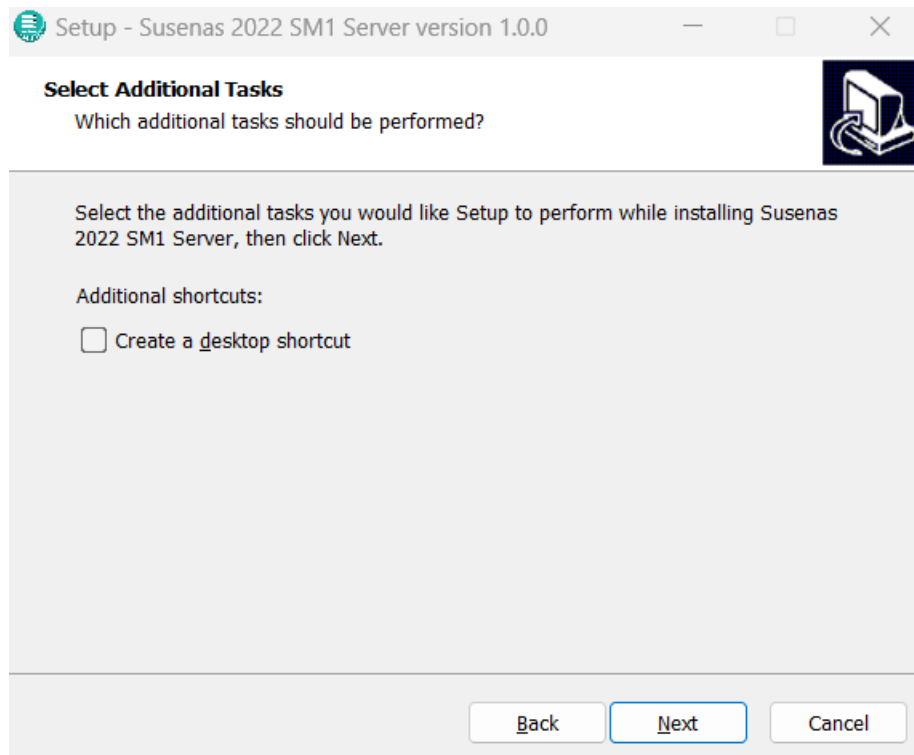 Setup - Susenas 2022 SM1 Server version 1.0.0
Select Additional Tasks
Which additional tasks should be performed?
Select the additional tasks you would like Setup to perform while installing Susenas
2022 SM1 Server, then click Next.
Additional shortcuts:
Create a desktop shortcut
Back
Next
Cancel